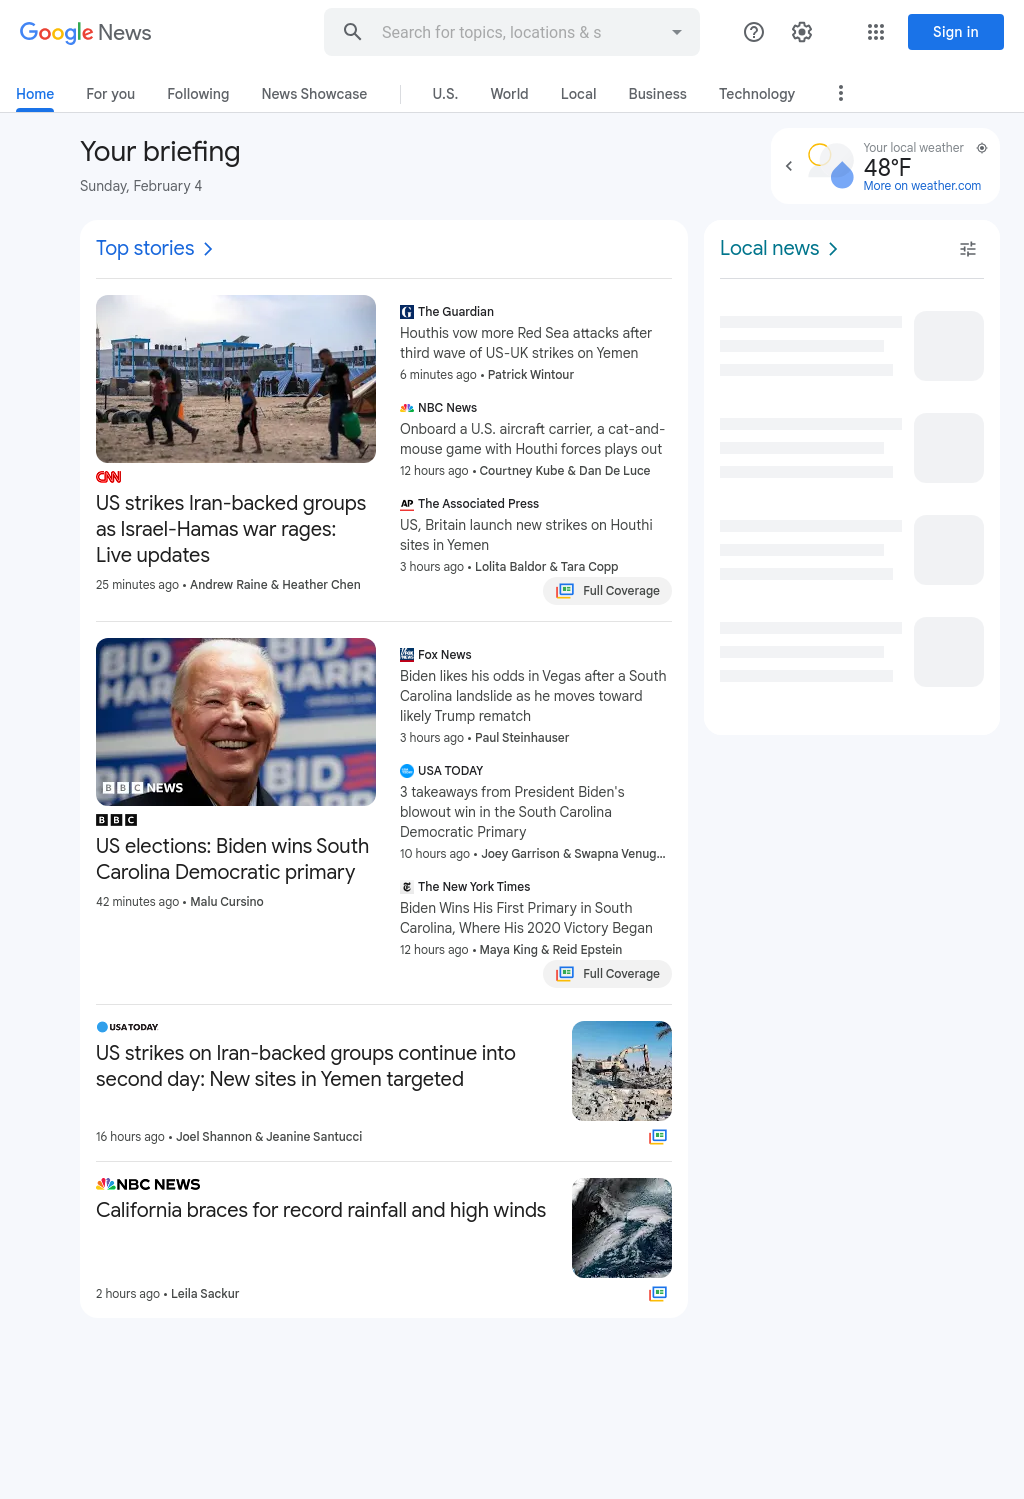 Google News
Search for topics, locations & s
Sign in
Home
For you
Following
News Showcase
U.S.
World
Local
Business
Technology
Your briefing
Sunday, February 4
Your local weather
48°F
More on weather.com
Top stories
CNN
US strikes Iran-backed groups
as Israel-Hamas war rages:
Live updates
25 minutes ago • Andrew Raine & Heather Chen
The Guardian
Houthis vow more Red Sea attacks after
third wave of US-UK strikes on Yemen
6 minutes ago • Patrick Wintour
NBC News
Onboard a U.S. aircraft carrier, a cat-and-
mouse game with Houthi forces plays out
12 hours ago • Courtney Kube & Dan De Luce
AP The Associated Press
US, Britain launch new strikes on Houthi
sites in Yemen
3 hours ago • Lolita Baldor & Tara Copp
Full Coverage
BID
HARR
BID
HARR
BID
BID
HARR
BBC NEWS
BBC
US elections: Biden wins South
Carolina Democratic primary
42 minutes ago • Malu Cursino
Fox News
Biden likes his odds in Vegas after a South
Carolina landslide as he moves toward
likely Trump rematch
3 hours ago • Paul Steinhauser
USA TODAY
3 takeaways from President Biden's
blowout win in the South Carolina
Democratic Primary
10 hours ago • Joey Garrison & Swapna Venug...
The New York Times
Biden Wins His First Primary in South
Carolina, Where His 2020 Victory Began
12 hours ago • Maya King & Reid Epstein
Full Coverage
USA TODAY
US strikes on Iran-backed groups continue into
second day: New sites in Yemen targeted
16 hours ago • Joel Shannon & Jeanine Santucci
NBC NEWS
California braces for record rainfall and high winds
2 hours ago • Leila Sackur
Local news